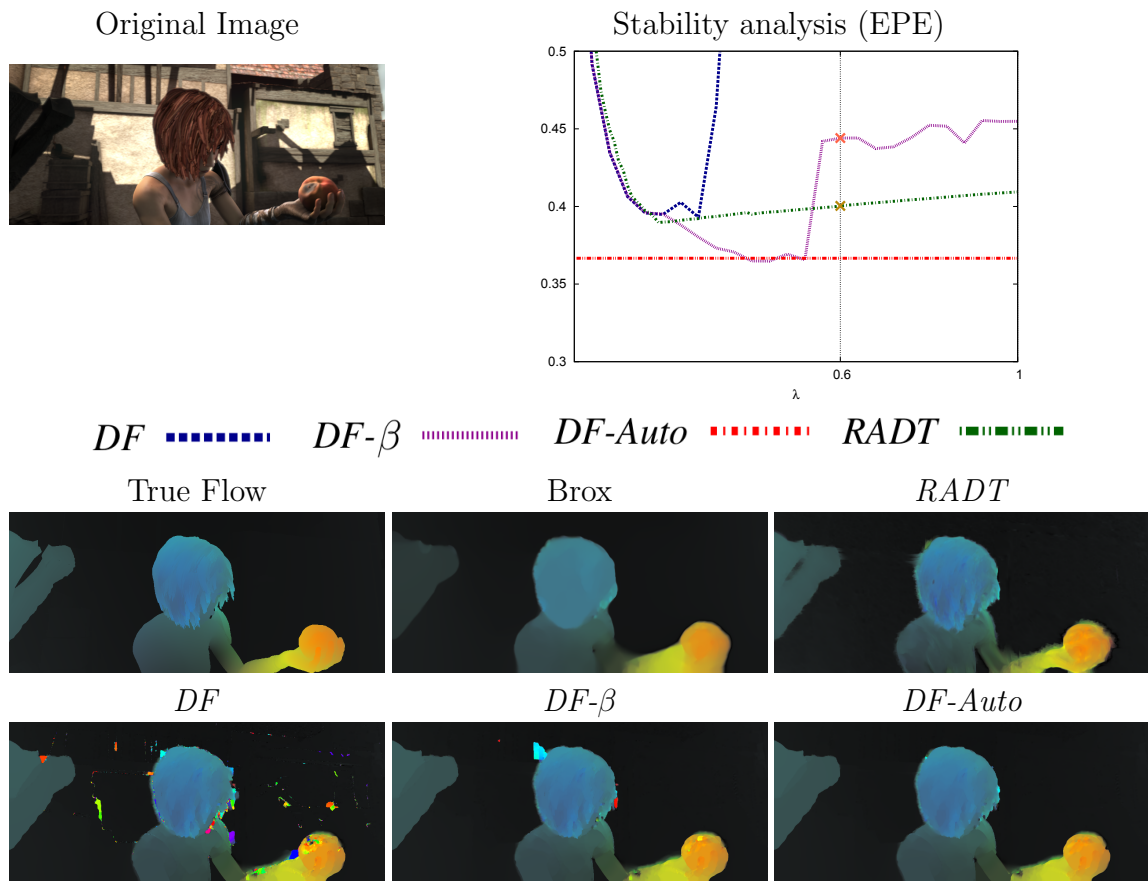 Original Image
Stability analysis (EPE)
0.5
0.45
0.4
0.35
0.3
0.6
1
λ
DF
DF-β
DF-Auto
RADT
True Flow
Brox
RADT
DF
DF-β
DF-Auto